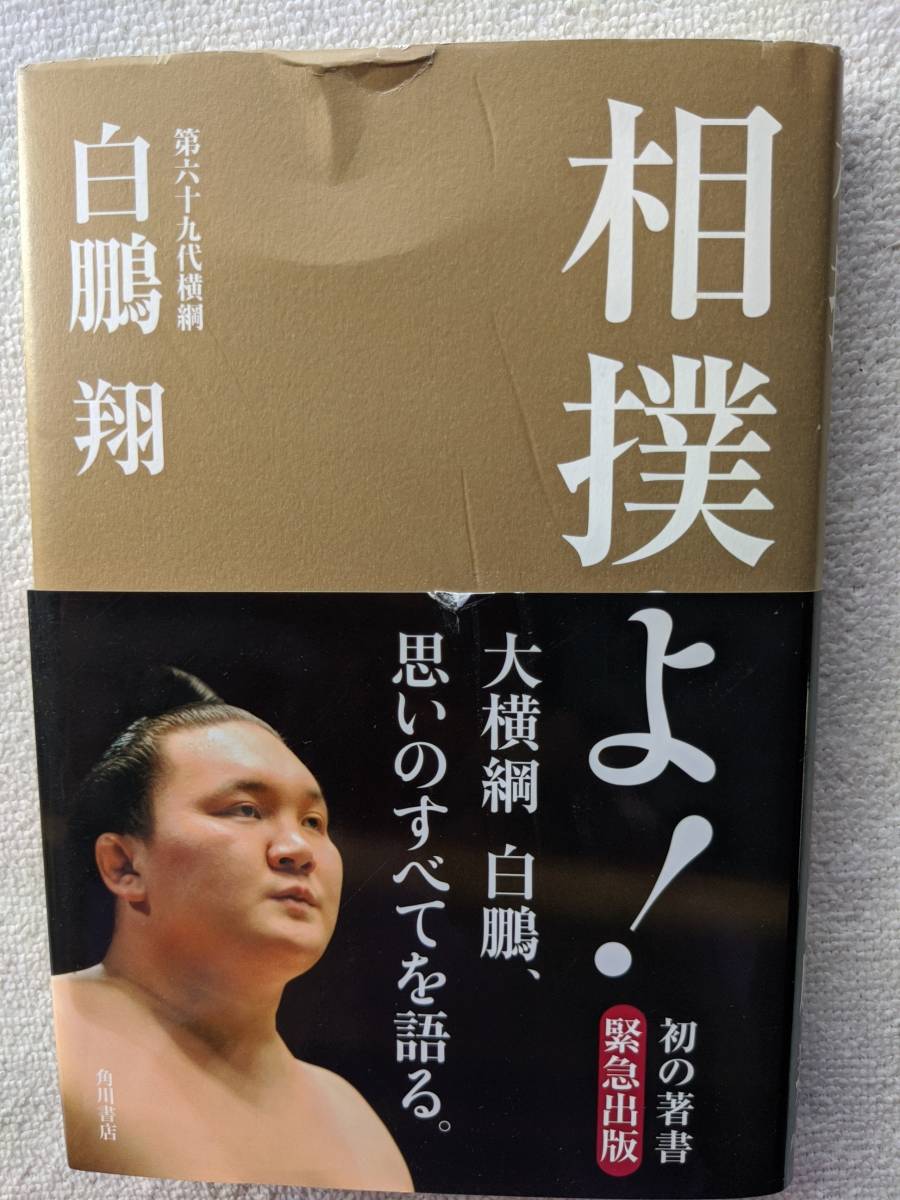 相撲よ!
第六十九代横綱
白鵬 翔
初の著書
緊急出版
大横綱 白鵬、
思いのすべてを語る。
角川書店